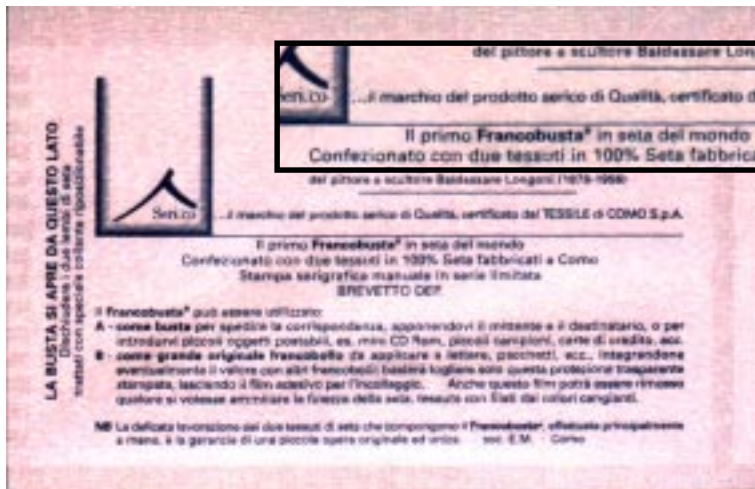 del pittore e scultore Baldassare Lon
Seri.co
...il marchio del prodotto serico di Qualità, certificato d
Il primo Francobusta® in seta del mondo
Confezionato con due tessuti in 100% Seta fabbrica
LA BUSTA SI APRE DA QUESTO LATO
Dischiudere i due lembi di seta
trattati con speciale collante riposizionabile
del pittore e scultore Baldassare Longoni (1876-1956)
Seri.co
...il marchio del prodotto serico di Qualità, certificato dal TESSILE di COMO S.p.A.
Il primo Francobusta® in seta del mondo
Confezionato con due tessuti in 100% Seta fabbricati a Como
Stampa serigrafica manuale in serie limitata
BREVETTO DEP.
Il Francobusta® può essere utilizzato:
A - come busta per spedire la corrispondenza, apponendovi il mittente e il destinatario, o per
introdurvi piccoli oggetti postabili, es. mini CD Rom, piccoli campioni, carte di credito, ecc.
B - come grande originale francobollo da applicare a lettere, pacchetti, ecc., integrandone
eventualmente il valore con altri francobolli; basterà togliere solo questa protezione trasparente
stampata, lasciando il film adesivo per l'incollaggio. Anche questo film potrà essere rimosso
qualora si volesse ammirare la finezza della seta, tessuta con filati dai colori cangianti.
NB La delicata lavorazione dei due tessuti di seta che compongono il Francobusta®, effettuata principalmente
a mano, è la garanzia di una piccola opera originale ed unica. soc. E.M. - Como